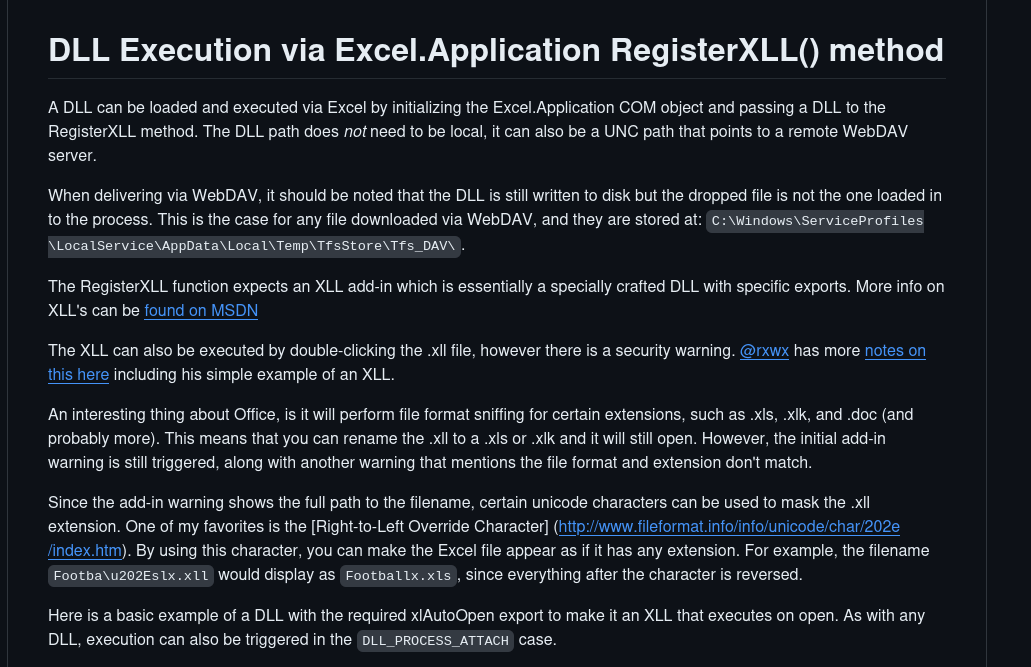 DLL Execution via Excel.Application RegisterXLL() method
A DLL can be loaded and executed via Excel by initializing the Excel.Application COM object and passing a DLL to the
RegisterXLL method. The DLL path does not need to be local, it can also be a UNC path that points to a remote WebDAV
server.
When delivering via WebDAV, it should be noted that the DLL is still written to disk but the dropped file is not the one loaded in
to the process. This is the case for any file downloaded via WebDAV, and they are stored at: C:\Windows\ServiceProfiles
\LocalService\AppData\Local\Temp\TfsStore\Tfs_DAV\.
The RegisterXLL function expects an XLL add-in which is essentially a specially crafted DLL with specific exports. More info on
XLL's can be found on MSDN
The XLL can also be executed by double-clicking the .xll file, however there is a security warning. @rxwx has more notes on
this here including his simple example of an XLL.
An interesting thing about Office, is it will perform file format sniffing for certain extensions, such as .xls, .xlk, and .doc (and
probably more). This means that you can rename the .xll to a .xls or .xlk and it will still open. However, the initial add-in
warning is still triggered, along with another warning that mentions the file format and extension don't match.
Since the add-in warning shows the full path to the filename, certain unicode characters can be used to mask the .xll
extension. One of my favorites is the [Right-to-Left Override Character] (http://www.fileformat.info/info/unicode/char/202e
/index.htm). By using this character, you can make the Excel file appear as if it has any extension. For example, the filename
Footba\u202Eslx.xll would display as Footballx.xls, since everything after the character is reversed.
Here is a basic example of a DLL with the required xlAutoOpen export to make it an XLL that executes on open. As with any
DLL, execution can also be triggered in the DLL_PROCESS_ATTACH case.